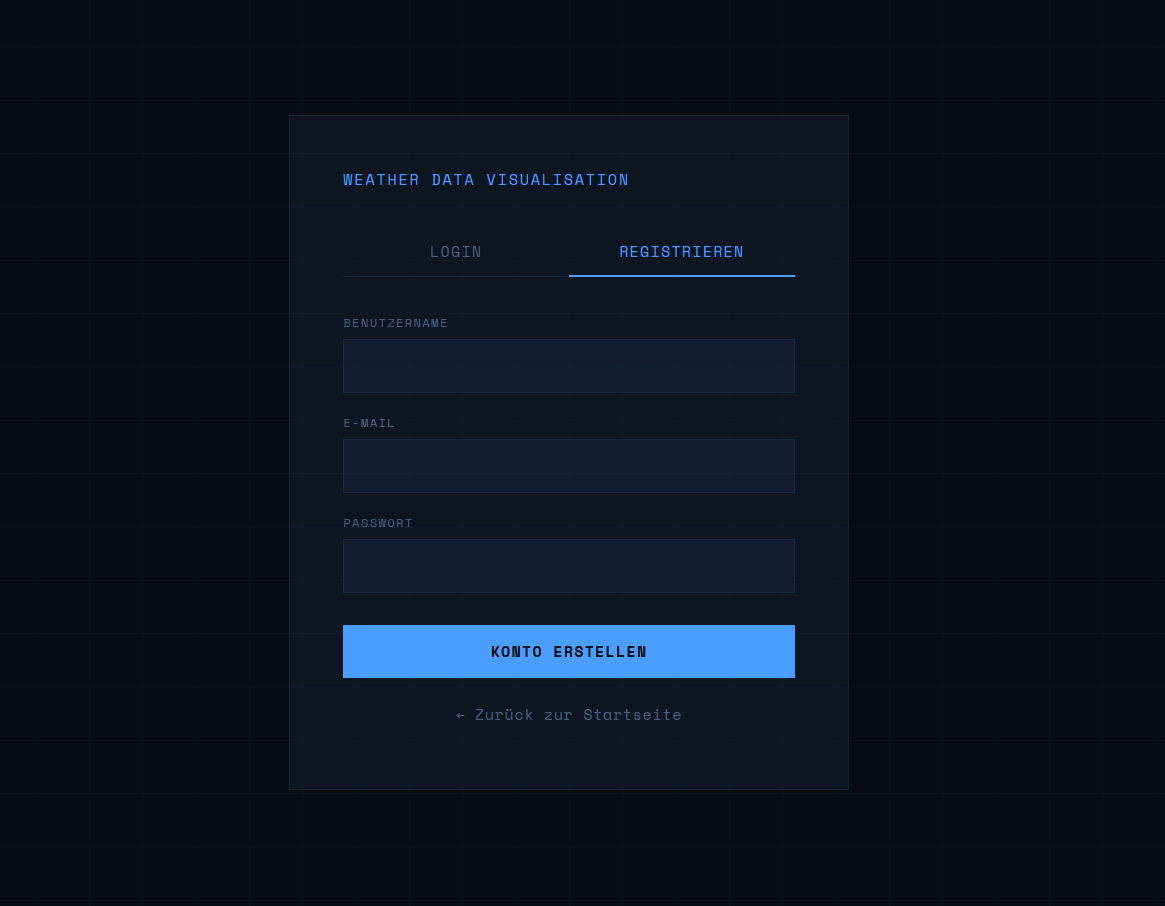 WEATHER DATA VISUALISATION
LOGIN
REGISTRIEREN
BENUTZERNAME
E-MAIL
PASSWORT
KONTO ERSTELLEN
← Zurück zur Startseite